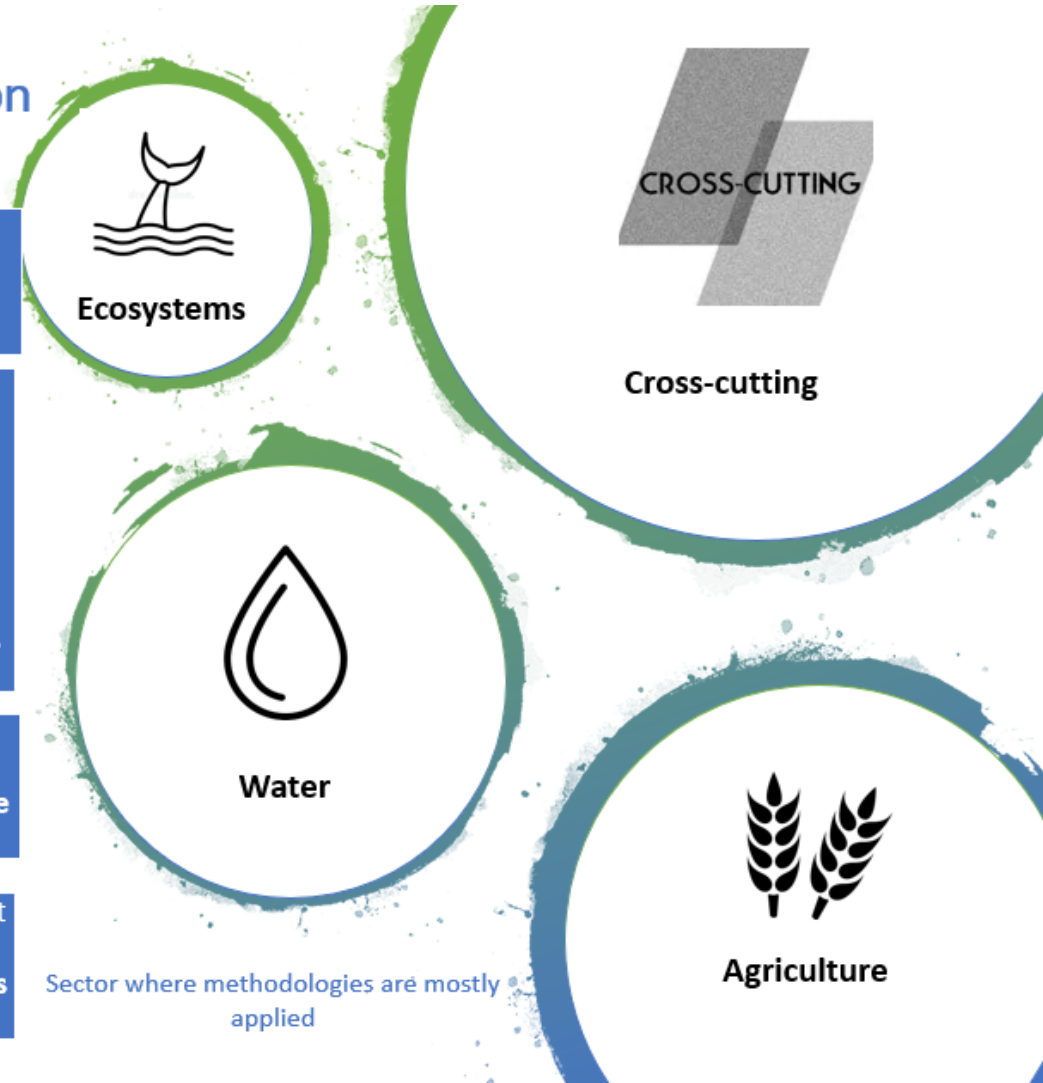 on
CROSS-CUTTING
Ecosystems
Cross-cutting
Water
e
Agriculture
t
s
Sector where methodologies are mostly
applied